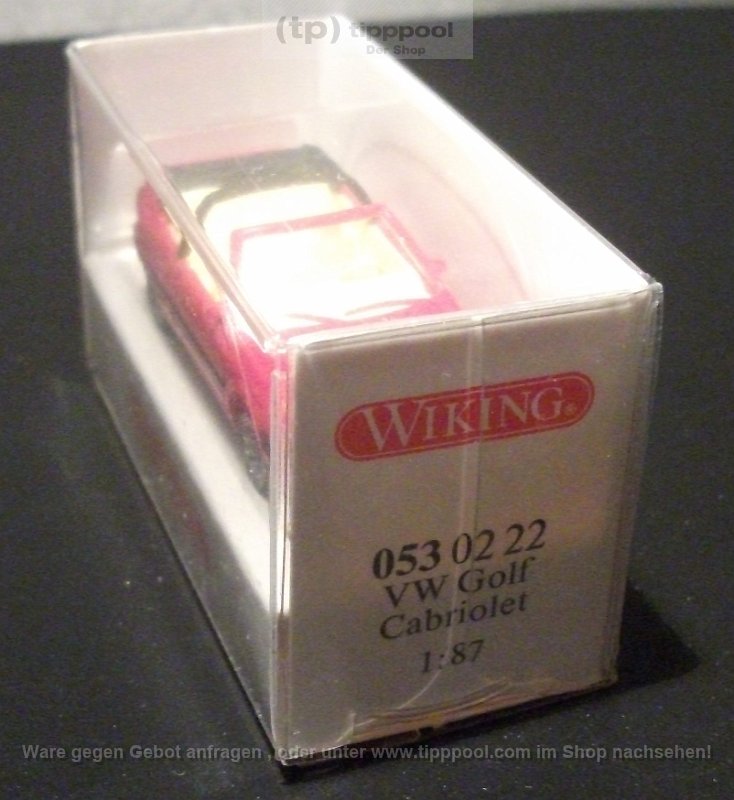 (tp) tipppool
Der Shop
WIKING®
053 02 22
VW Golf
Cabriolet
1:87
Ware gegen Gebot anfragen , oder unter www.tipppool.com im Shop nachsehen!